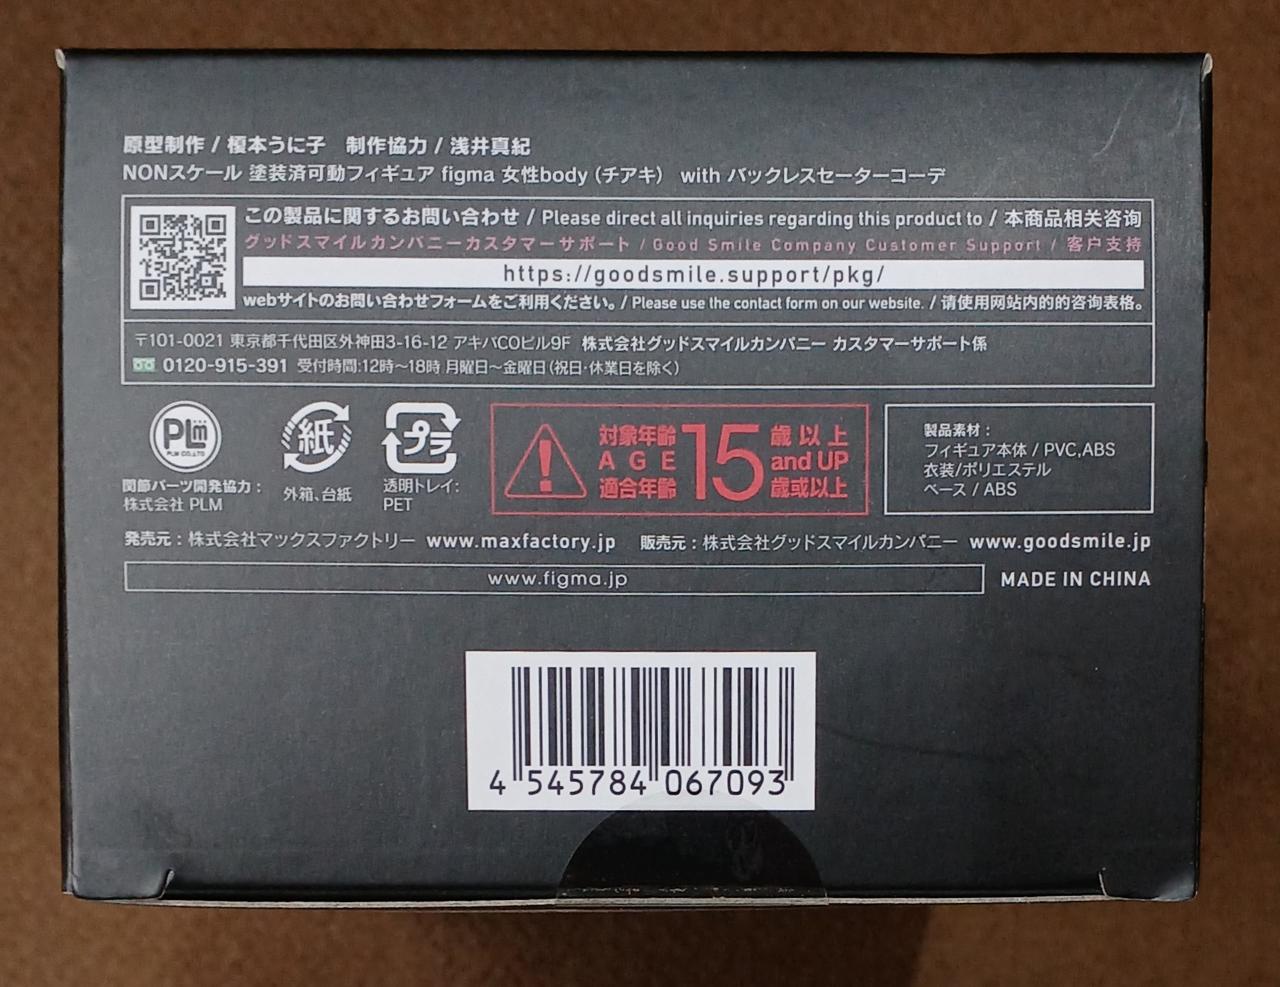 原型制作 / 榎本うに子　制作協力 / 浅井真紀
NONスケール 塗装済可動フィギュア figma 女性body (チアキ)　with バックレスセーターコーデ
この製品に関するお問い合わせ / Please direct all inquiries regarding this product to / 本商品相关咨询
グッドスマイルカンパニーカスタマーサポート / Good Smile Company Customer Support / 客户支持
https://goodsmile.support/pkg/
webサイトのお問い合わせフォームをご利用ください。 / Please use the contact form on our website. / 请使用网站内的的咨询表格。
〒101-0021 東京都千代田区外神田3-16-12 アキバCOビル9F 株式会社グッドスマイルカンパニー カスタマーサポート係
0120-915-391 受付時間:12時〜18時 月曜日〜金曜日(祝日・休業日を除く)
PLm
PLM CO.,LTD
関節パーツ開発協力:
株式会社 PLM
紙
外箱、台紙
プラ
透明トレイ:
PET
対象年齢 15 歳以上
AGE and UP
適合年齢 歳或以上
製品素材:
フィギュア本体 / PVC,ABS
衣装/ポリエステル
ベース / ABS
発売元:株式会社マックスファクトリー www.maxfactory.jp 販売元:株式会社グッドスマイルカンパニー www.goodsmile.jp
www.figma.jp MADE IN CHINA
4 545784 067093